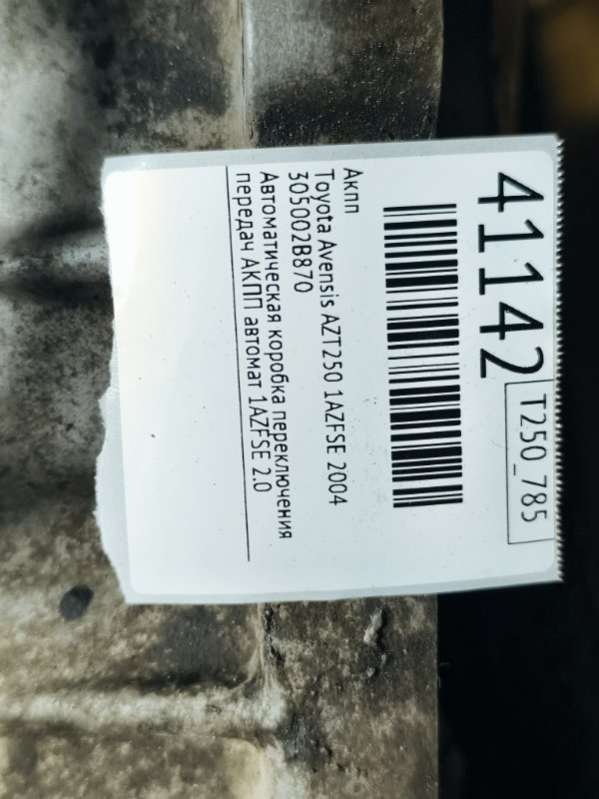 41142
T250_785
Акпп
Toyota Avensis AZT250 1AZFSE 2004
305002B870
Автоматическая коробка переключения
передач АКПП автомат 1AZFSE 2.0